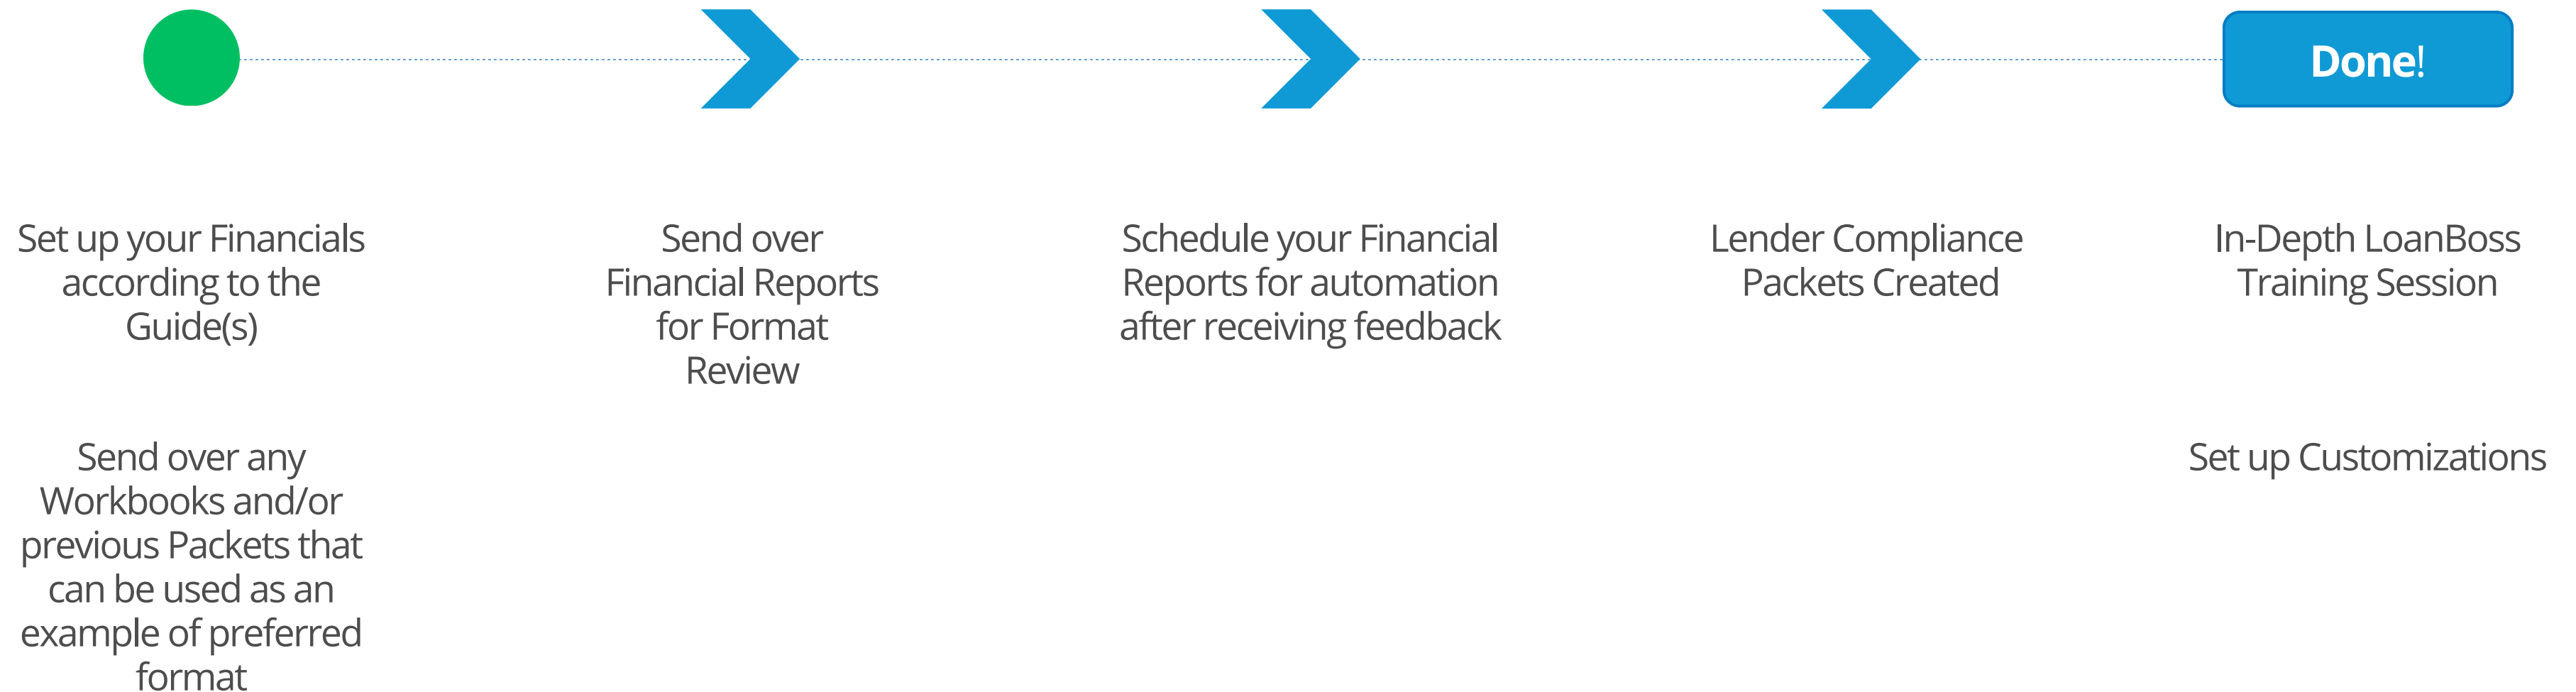 Done!
Set up your Financials
according to the
Guide(s)
Send over any
Workbooks and/or
previous Packets that
can be used as an
example of preferred
format
Send over
Financial Reports
for Format
Review
Schedule your Financial
Reports for automation
after receiving feedback
Lender Compliance
Packets Created
In-Depth LoanBoss
Training Session
Set up Customizations